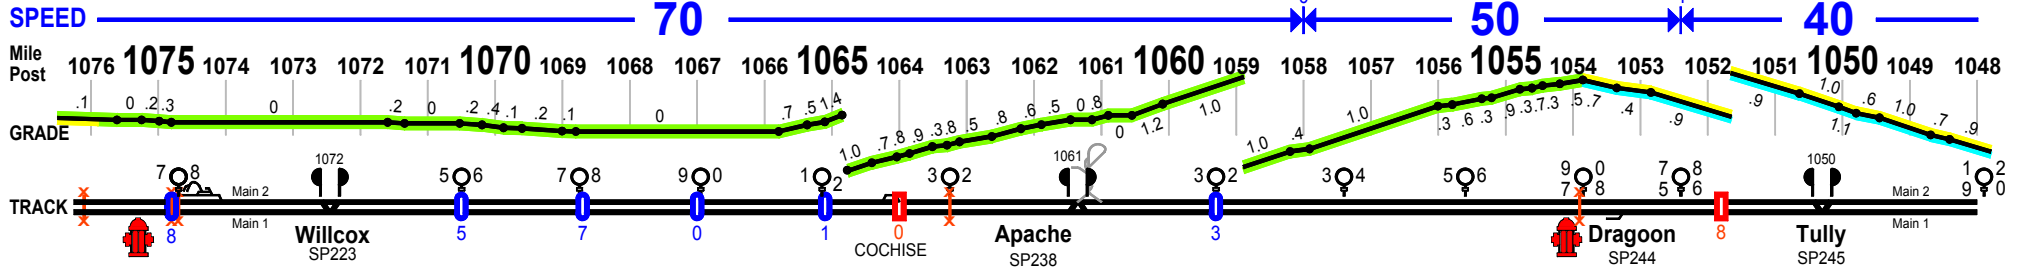 SPEED 70 50 40
Mile Post 1076 1075 1074 1073 1072 1071 1070 1069 1068 1067 1066 1065 1064 1063 1062 1061 1060 1059 1058 1057 1056 1055 1054 1053 1052 1051 1050 1049 1048
GRADE .1 0 .2 .3 0 .2 0 .2 .4 .1 .2 .1 0 .7 .5 1.4 1.0 .7 .8 .9 .3 .8 .5 .8 .6 .5 0 .8 0 1.2 1.0 1.0 .4 1.0 .3 .6 .3 .9 .3 .7 .3 .5 .7 .4 .9 .9 1.0 1.1 .6 1.0 .7 .9
1072 1061 1050
7 8 5 6 7 8 9 0 1 2 3 2 3 2 3 4 5 6 9 0 7 8 7 8 5 6 1 2 9 0
TRACK Main 2 Main 2
Main 1 Main 1
8 Willcox 5 7 0 1 0 Apache 3 Dragoon 8 Tully
SP223 COCHISE SP238 SP244 SP245